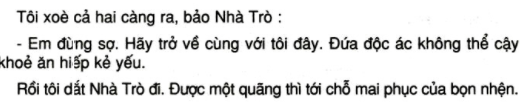 Tôi xoè cả hai càng ra, bảo Nhà Trò :
- Em đừng sợ. Hãy trở về cùng với tôi đây. Đứa độc ác không thể cậy
khoẻ ăn hiếp kẻ yếu.
Rồi tôi dắt Nhà Trò đi. Được một quãng thì tới chỗ mai phục của bọn nhện.